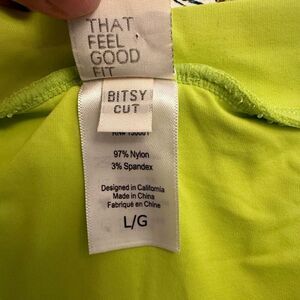 THAT
FEEL
GOOD
FIT
BITSY
CUT
97% Nylon
3% Spandex
Designed in California
Made in China
Fabriqué en Chine
L/G